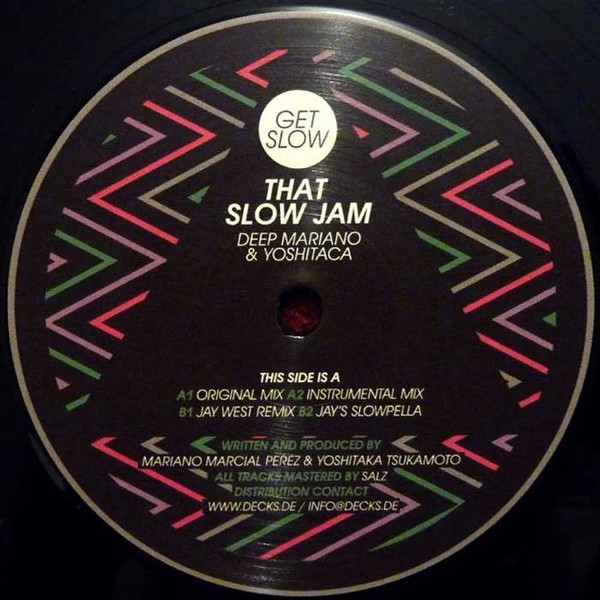 GET
SLOW
THAT
SLOW JAM
DEEP MARIANO
& YOSHITACA
THIS SIDE IS A
A1 ORIGINAL MIX A2 INSTRUMENTAL MIX
B1 JAY WEST REMIX B2 JAY'S SLOWPELLA
WRITTEN AND PRODUCED BY
MARIANO MARCIAL PEREZ & YOSHITAKA TSUKAMOTO
ALL TRACKS MASTERED BY SALZ
DISTRIBUTION CONTACT
WWW.DECKS.DE / INFO@DECKS.DE